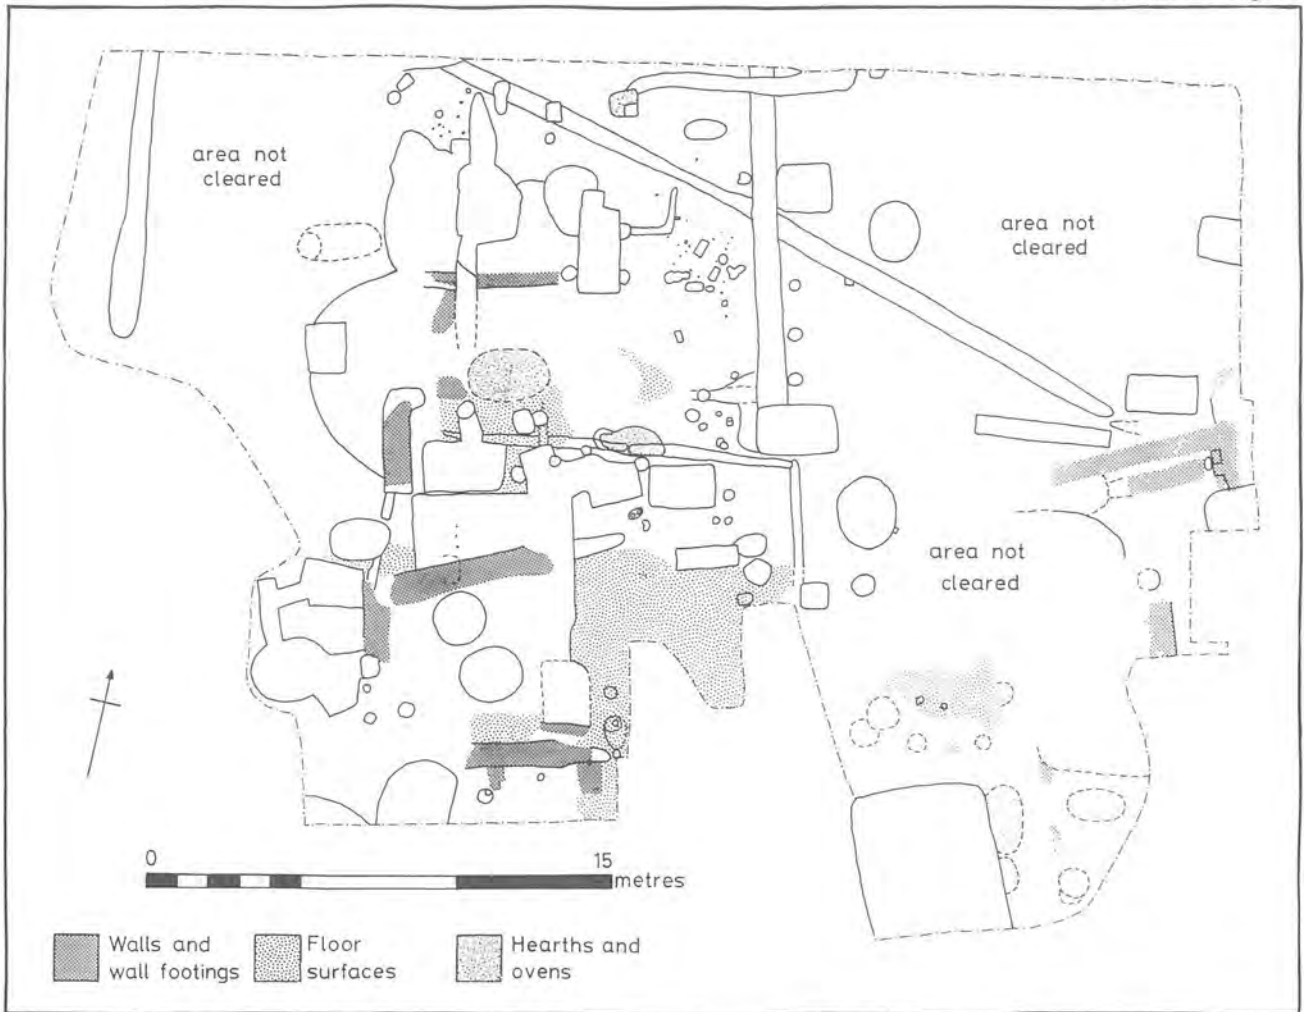 area not
cleared
area not
cleared
area not
cleared
0 15
metres
Walls and
wall footings
Floor
surfaces
Hearths and
ovens